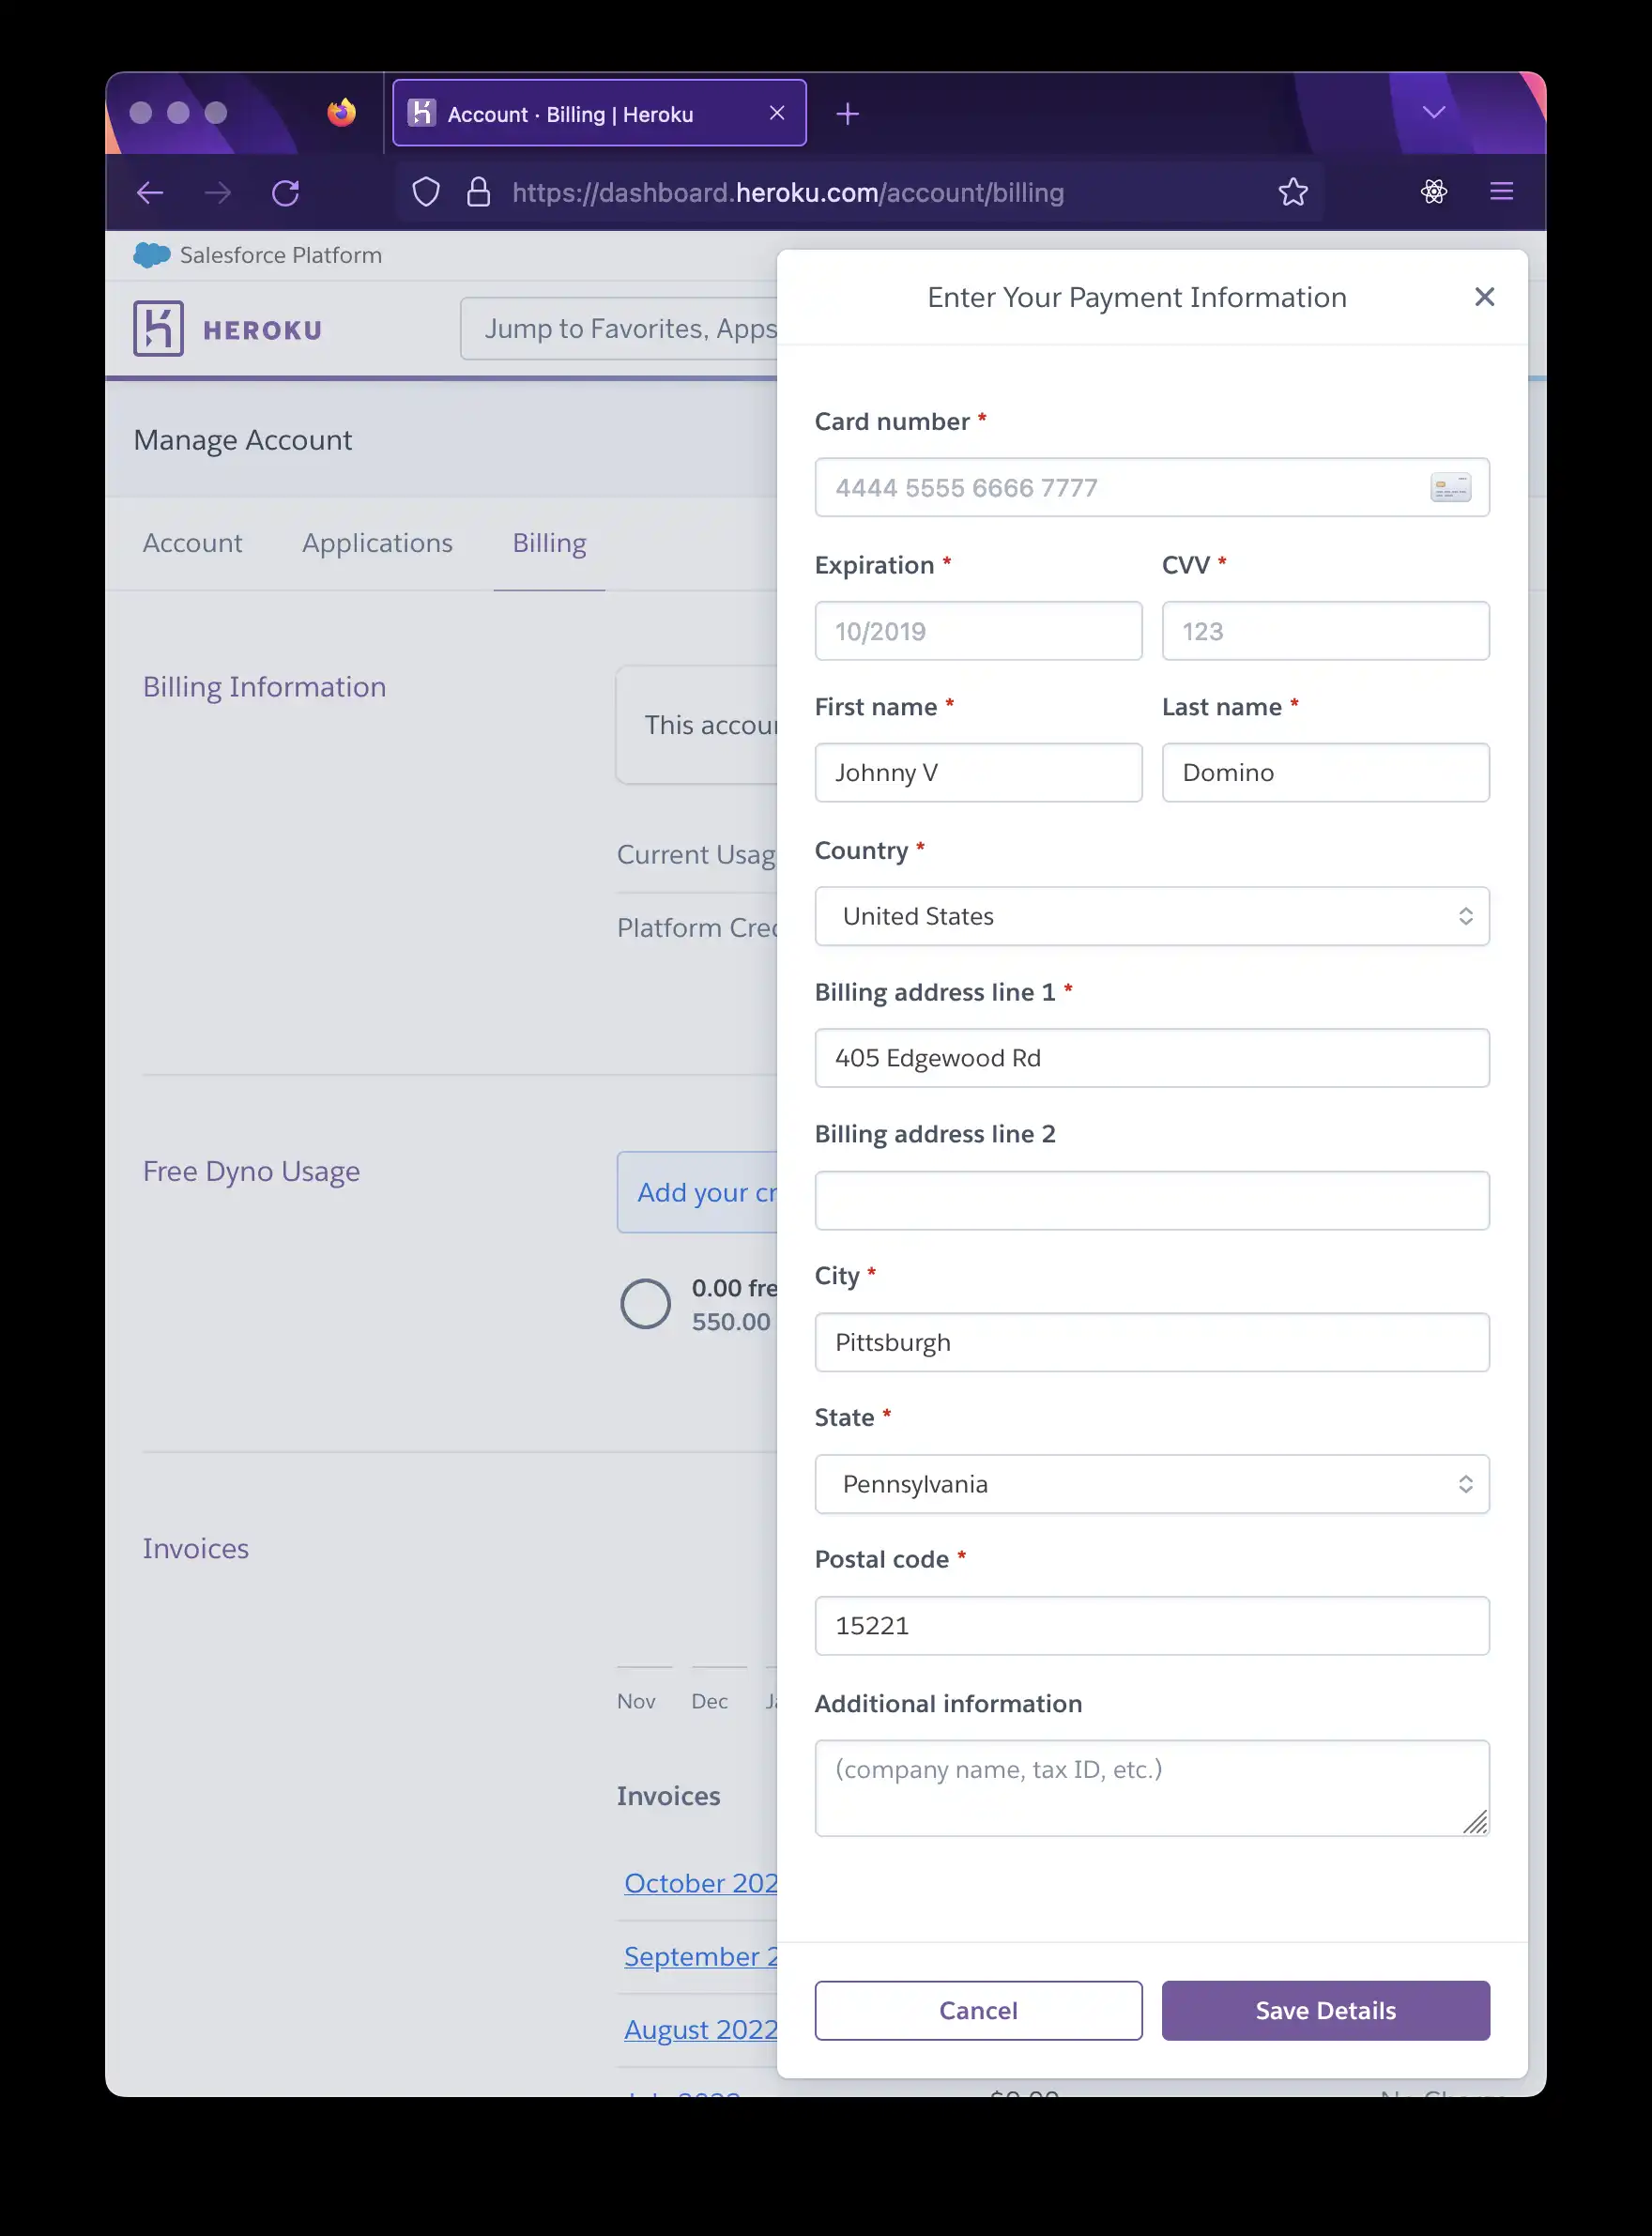 Account · Billing | Heroku
https://dashboard.heroku.com/account/billing
Salesforce Platform
HEROKU
Jump to Favorites, Apps
Manage Account
Account
Applications
Billing
Billing Information
This accou
Current Usag
Platform Cre
Free Dyno Usage
Add your cr
0.00 fre
550.00
Invoices
Nov
Dec
Invoices
October 202
September 2
August 2022
$0.00
No Charge
Enter Your Payment Information
Card number *
4444 5555 6666 7777
Expiration *
CVV *
10/2019
123
First name *
Last name *
Johnny V
Domino
Country *
United States
Billing address line 1 *
405 Edgewood Rd
Billing address line 2
City *
Pittsburgh
State *
Pennsylvania
Postal code *
15221
Additional information
(company name, tax ID, etc.)
Cancel
Save Details